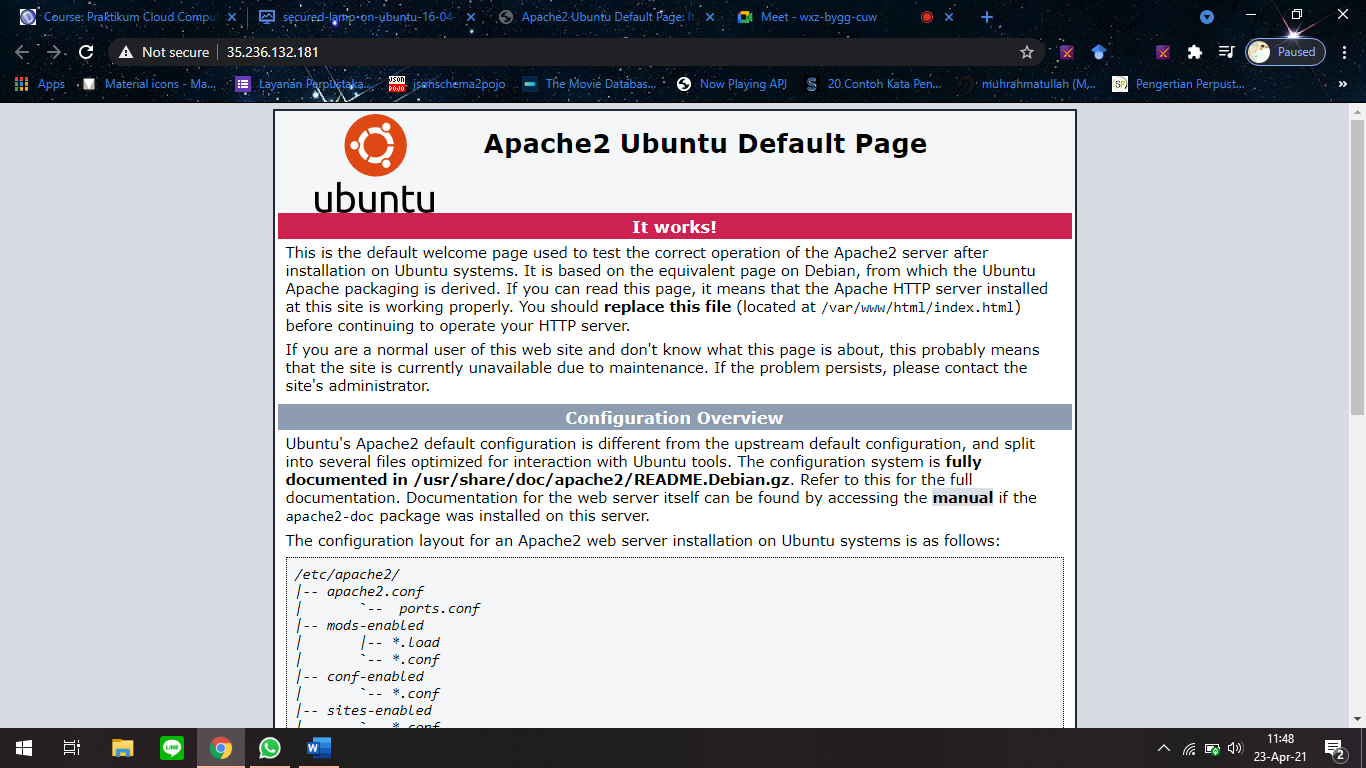 Course: Praktikum Cloud Compu
secured-lamp-on-ubuntu-16-04
Apache2 Ubuntu Default Page: It
Meet - wxz-bygg-cuw
Not secure
35.236.132.181
Paused
Apps
Material icons - Ma...
Layanan Perpustaka...
JSON POJO
jsonschema2pojo
The Movie Databas...
Now Playing API
20 Contoh Kata Pen...
muhrahmatullah (M...
Pengertian Perpust...
ubuntu
Apache2 Ubuntu Default Page
It works!
This is the default welcome page used to test the correct operation of the Apache2 server after
installation on Ubuntu systems. It is based on the equivalent page on Debian, from which the Ubuntu
Apache packaging is derived. If you can read this page, it means that the Apache HTTP server installed
at this site is working properly. You should replace this file (located at /var/www/html/index.html)
before continuing to operate your HTTP server.
If you are a normal user of this web site and don't know what this page is about, this probably means
that the site is currently unavailable due to maintenance. If the problem persists, please contact the
site's administrator.
Configuration Overview
Ubuntu's Apache2 default configuration is different from the upstream default configuration, and split
into several files optimized for interaction with Ubuntu tools. The configuration system is fully
documented in /usr/share/doc/apache2/README.Debian.gz. Refer to this for the full
documentation. Documentation for the web server itself can be found by accessing the manual if the
apache2-doc package was installed on this server.
The configuration layout for an Apache2 web server installation on Ubuntu systems is as follows:
/etc/apache2/
|-- apache2.conf
|       `--  ports.conf
|-- mods-enabled
|       |-- *.load
|       `-- *.conf
|-- conf-enabled
|       `-- *.conf
|-- sites-enabled
|       `-- *.conf
LINE
W
11:48
23-Apr-21
2